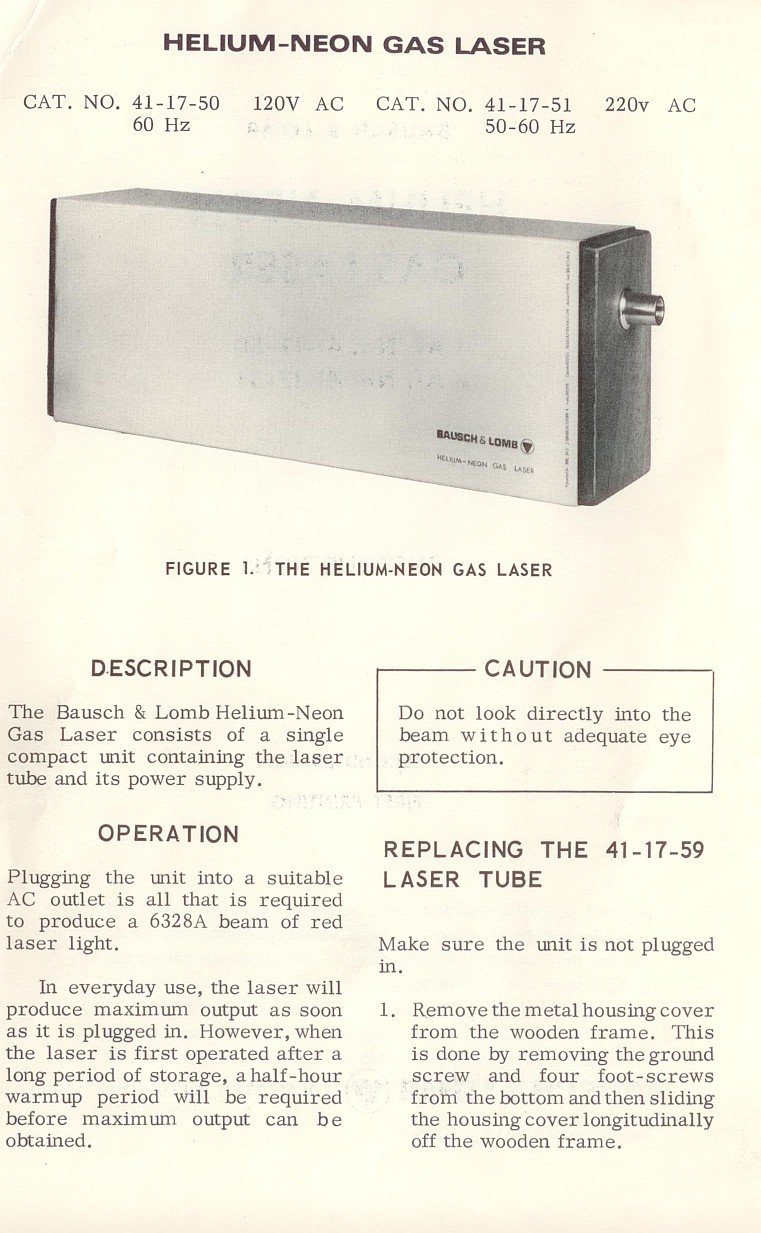 HELIUM-NEON GAS LASER
CAT. NO. 41-17-50 120V AC CAT. NO. 41-17-51 220v AC
60 Hz 50-60 Hz
BAUSCH & LOMB
HELIUM-NEON GAS LASER
FIGURE 1. THE HELIUM-NEON GAS LASER
DESCRIPTION
The Bausch & Lomb Helium-Neon
Gas Laser consists of a single
compact unit containing the laser
tube and its power supply.
OPERATION
Plugging the unit into a suitable
AC outlet is all that is required
to produce a 6328A beam of red
laser light.
In everyday use, the laser will
produce maximum output as soon
as it is plugged in. However, when
the laser is first operated after a
long period of storage, a half-hour
warmup period will be required
before maximum output can be
obtained.
CAUTION
Do not look directly into the
beam without adequate eye
protection.
REPLACING THE 41-17-59
LASER TUBE
Make sure the unit is not plugged
in.
1. Remove the metal housing cover
from the wooden frame. This
is done by removing the ground
screw and four foot-screws
from the bottom and then sliding
the housing cover longitudinally
off the wooden frame.